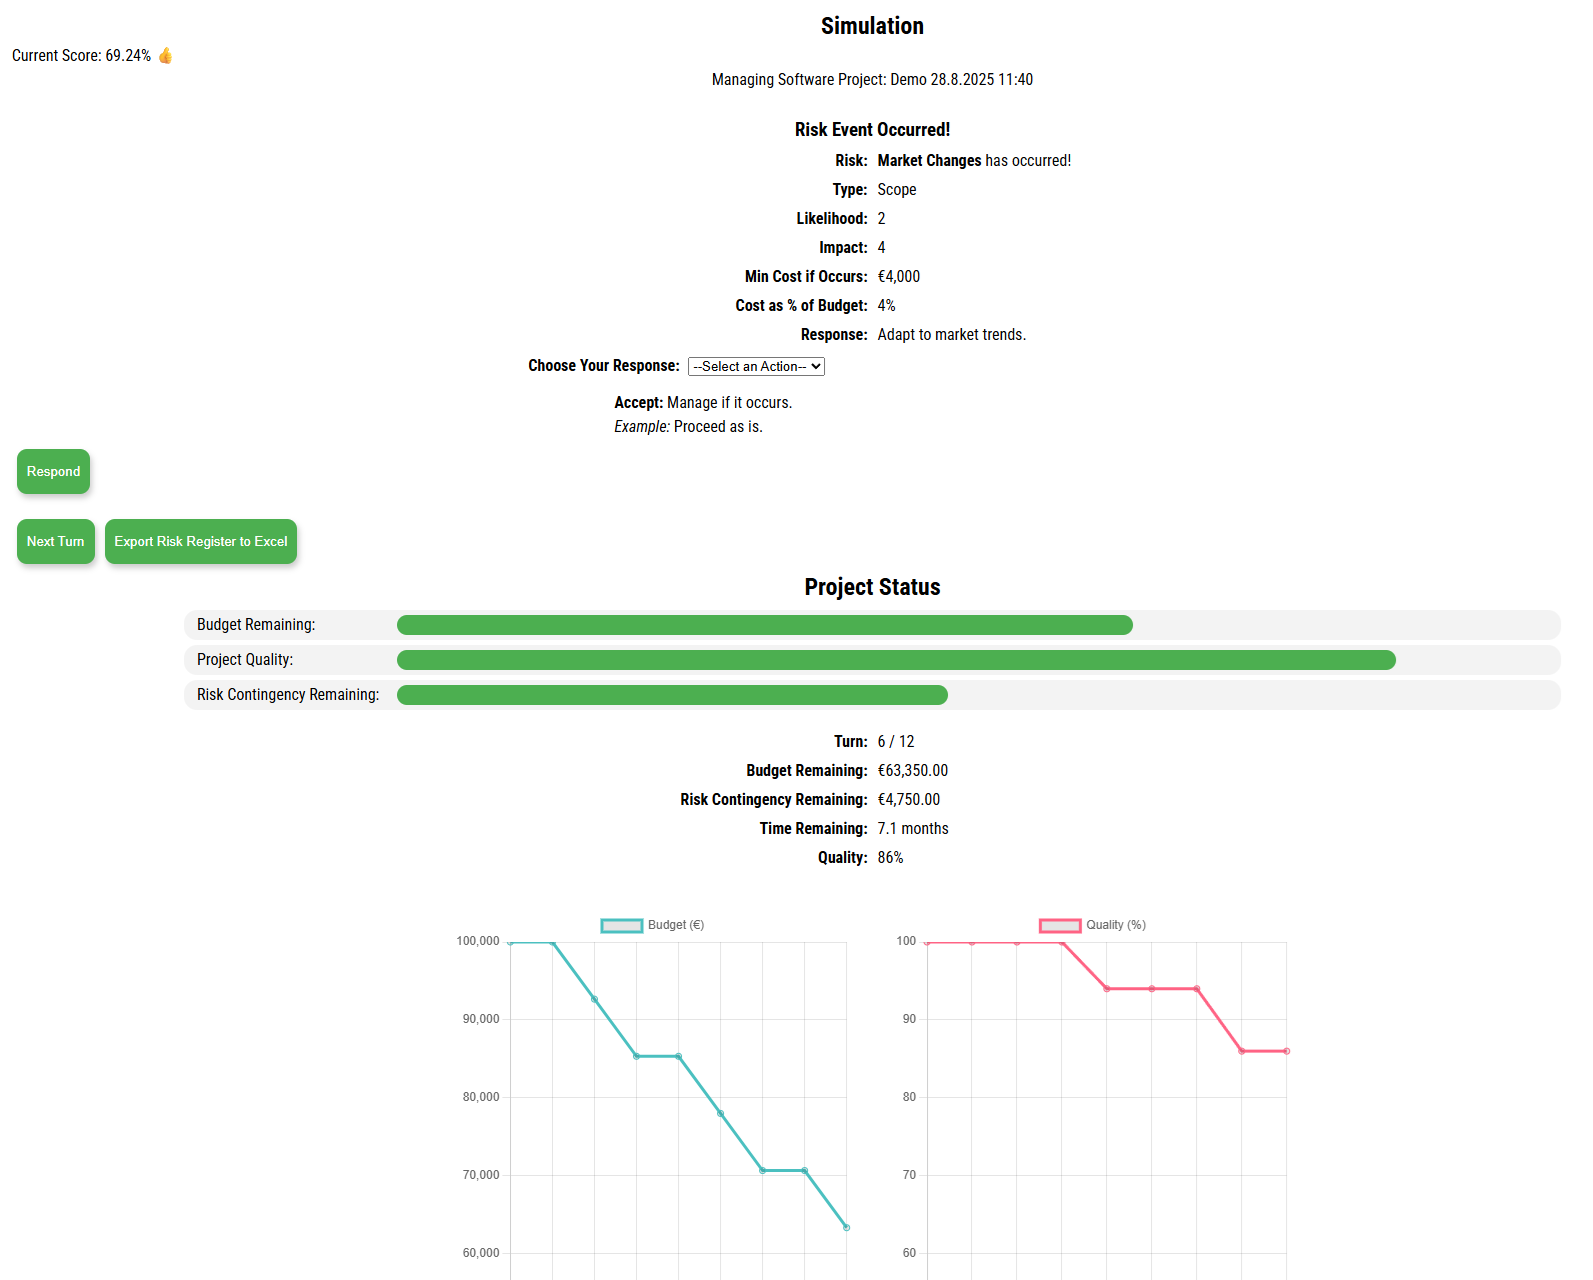 Simulation
Current Score: 69.24% 👍
Managing Software Project: Demo 28.8.2025 11:40
Risk Event Occurred!
Risk: Market Changes has occurred!
Type: Scope
Likelihood: 2
Impact: 4
Min Cost if Occurs: €4,000
Cost as % of Budget: 4%
Response: Adapt to market trends.
Choose Your Response: --Select an Action--
Accept: Manage if it occurs.
Example: Proceed as is.
Respond
Next Turn Export Risk Register to Excel
Project Status
Budget Remaining:
Project Quality:
Risk Contingency Remaining:
Turn: 6 / 12
Budget Remaining: €63,350.00
Risk Contingency Remaining: €4,750.00
Time Remaining: 7.1 months
Quality: 86%
Budget (€)
100,000
90,000
80,000
70,000
60,000
Quality (%)
100
90
80
70
60